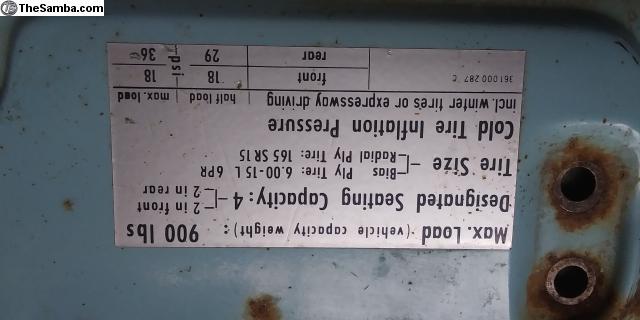 TheSamba.com
Max. Load (vehicle capacity weight): 900 lbs
Designated Seating Capacity: 4 - 2 in front
2 in rear
Tire Size - Bias Ply Tire: 6.00-15 L 6PR
Radial Ply Tire: 165 SR 15
Cold Tire Inflation Pressure
incl. winter tires or expressway driving
half load max. load
361 000 287 C front 18 18
psi
rear 29 36